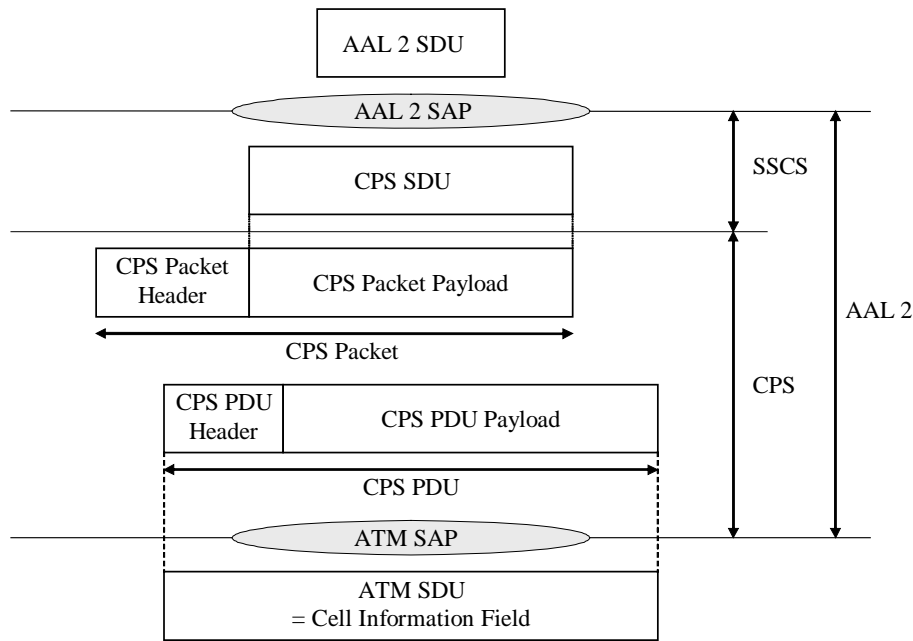 AAL 2 SDU
AAL 2 SAP
SSCS
CPS SDU
CPS Packet
Header
CPS Packet Payload
AAL 2
CPS Packet
CPS
CPS PDU
Header
CPS PDU Payload
CPS PDU
ATM SAP
ATM SDU
= Cell Information Field